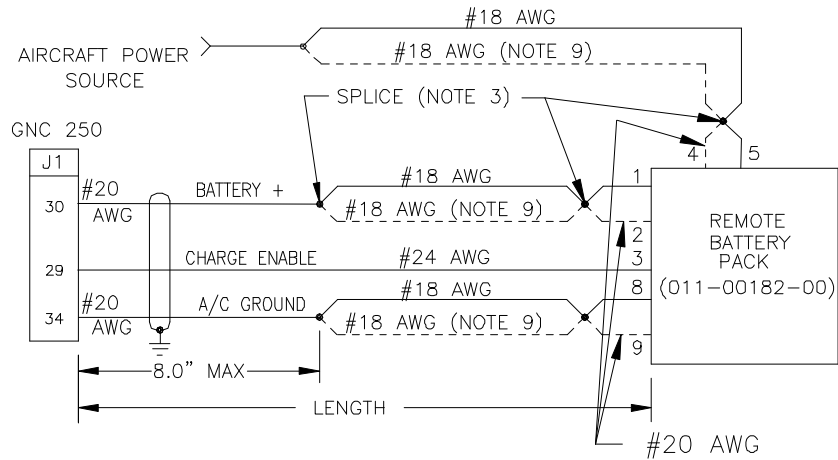 #18 AWG
AIRCRAFT POWER
SOURCE
#18 AWG (NOTE 9)
SPLICE (NOTE 3)
GNC 250
J1
4
5
#20
AWG
30
BATTERY +
#18 AWG
#18 AWG (NOTE 9)
1
2
29
CHARGE ENABLE
#24 AWG
3
#20
AWG
34
A/C GROUND
#18 AWG
#18 AWG (NOTE 9)
8
9
REMOTE
BATTERY
PACK
(011-00182-00)
8.0" MAX
LENGTH
#20 AWG